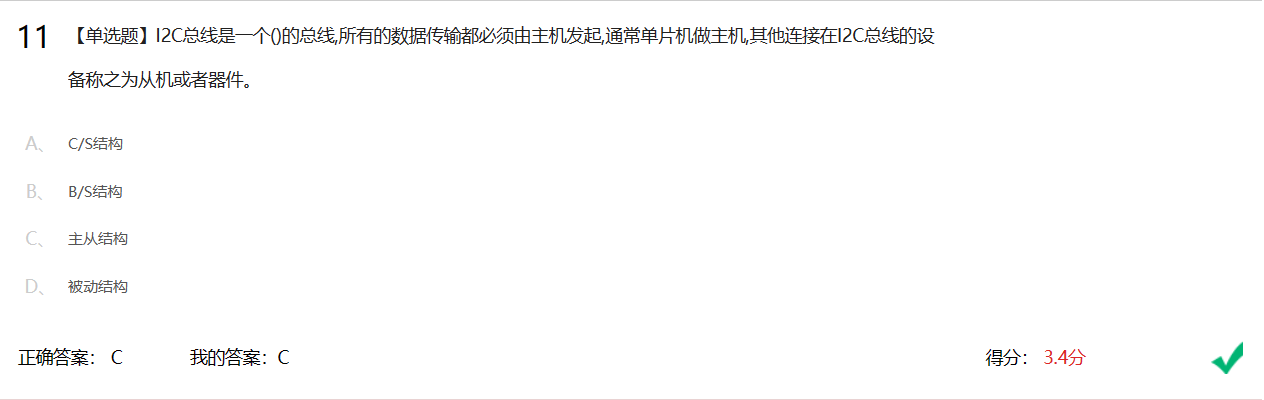 11 【单选题】I2C总线是一个()的总线,所有的数据传输都必须由主机发起,通常单片机做主机,其他连接在I2C总线的设
备称之为从机或者器件。
A、 C/S结构
B、 B/S结构
C、 主从结构
D、 被动结构
正确答案： C 我的答案：C 得分： 3.4分